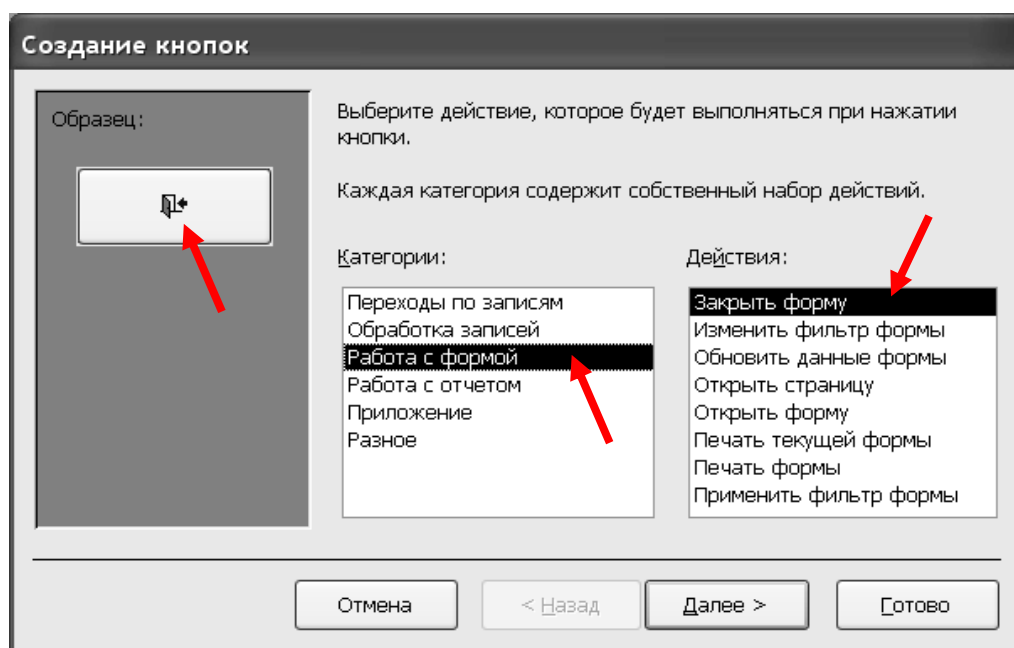 Создание кнопок
Образец:
Выберите действие, которое будет выполняться при нажатии
кнопки.
Каждая категория содержит собственный набор действий.
Категории:
Переходы по записям
Обработка записей
Работа с формой
Работа с отчетом
Приложение
Разное
Действия:
Закрыть форму
Изменить фильтр формы
Обновить данные формы
Открыть страницу
Открыть форму
Печать текущей формы
Печать формы
Применить фильтр формы
Отмена
< Назад
Далее >
Готово